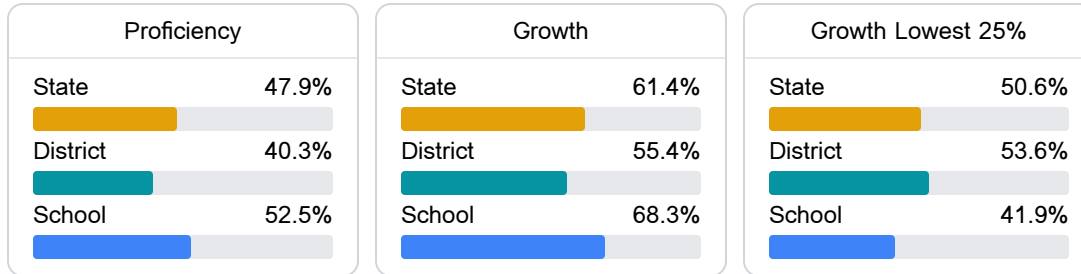 Proficiency
State 47.9%
District 40.3%
School 52.5%
Growth
State 61.4%
District 55.4%
School 68.3%
Growth Lowest 25%
State 50.6%
District 53.6%
School 41.9%